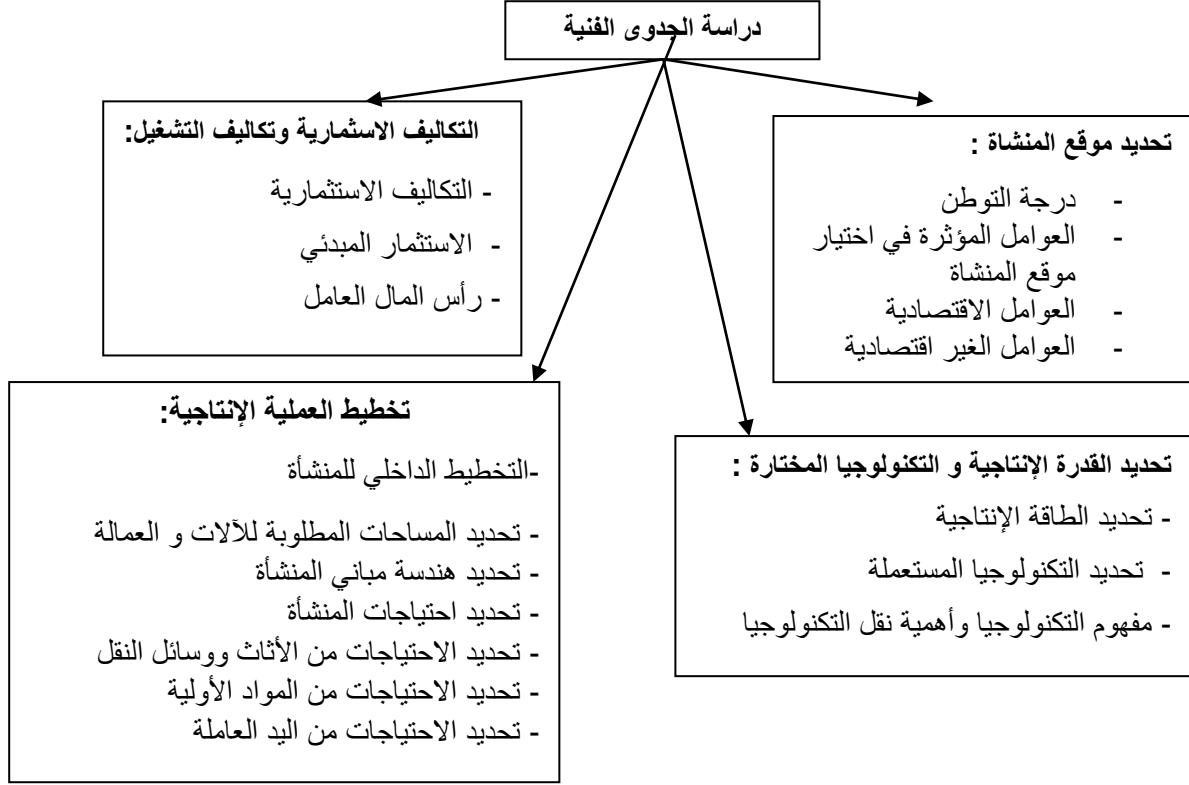 دراسة الجدوى الفنية
تحديد موقع المنشاة :
- درجة التوطن
- العوامل المؤثرة في اختيار
موقع المنشاة
- العوامل الاقتصادية
- العوامل الغير اقتصادية
التكاليف الاسثمارية وتكاليف التشغيل:
- التكاليف الاستثمارية
- الاستثمار المبدئي
- رأس المال العامل
تحديد القدرة الإنتاجية و التكنولوجيا المختارة :
- تحديد الطاقة الإنتاجية
- تحديد التكنولوجيا المستعملة
- مفهوم التكنولوجيا وأهمية نقل التكنولوجيا
تخطيط العملية الإنتاجية:
-التخطيط الداخلي للمنشأة
- تحديد المساحات المطلوبة للآلات و العمالة
- تحديد هندسة مباني المنشأة
- تحديد احتياجات المنشأة
- تحديد الاحتياجات من الأثاث ووسائل النقل
- تحديد الاحتياجات من المواد الأولية
- تحديد الاحتياجات من اليد العاملة